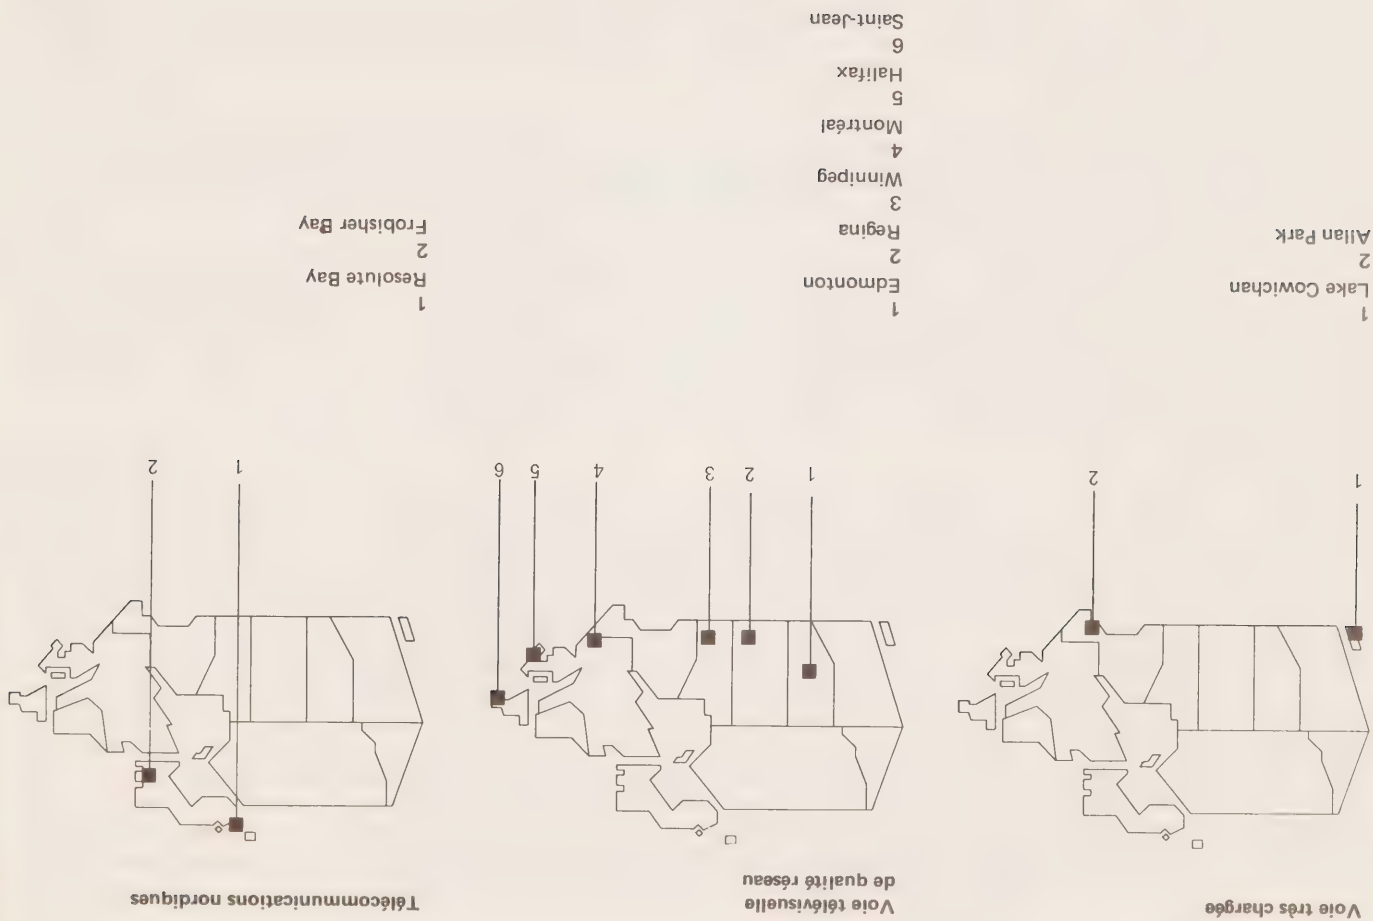 Voie très chargée
1
2
1
Lake Cowichan
2
Allan Park
Voie télévisuelle
de qualité réseau
1
2
3
4
5
6
1
Edmonton
2
Regina
3
Winnipeg
4
Montréal
5
Halifax
6
Saint-Jean
Télécommunications nordiques
1
2
1
Resolute Bay
2
Frobisher Bay